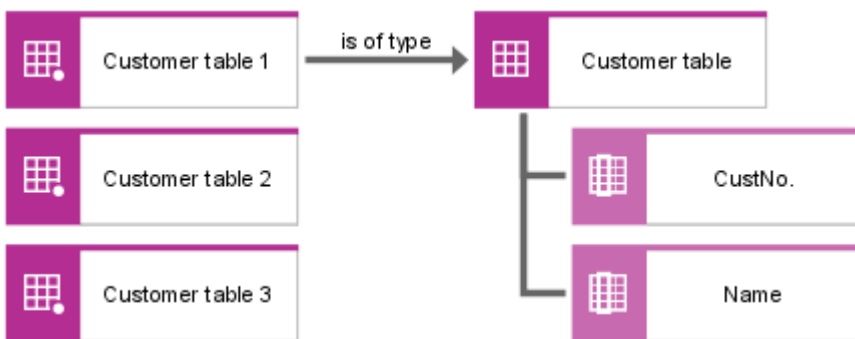 Customer table 1
is of type
Customer table
Customer table 2
CustNo.
Customer table 3
Name